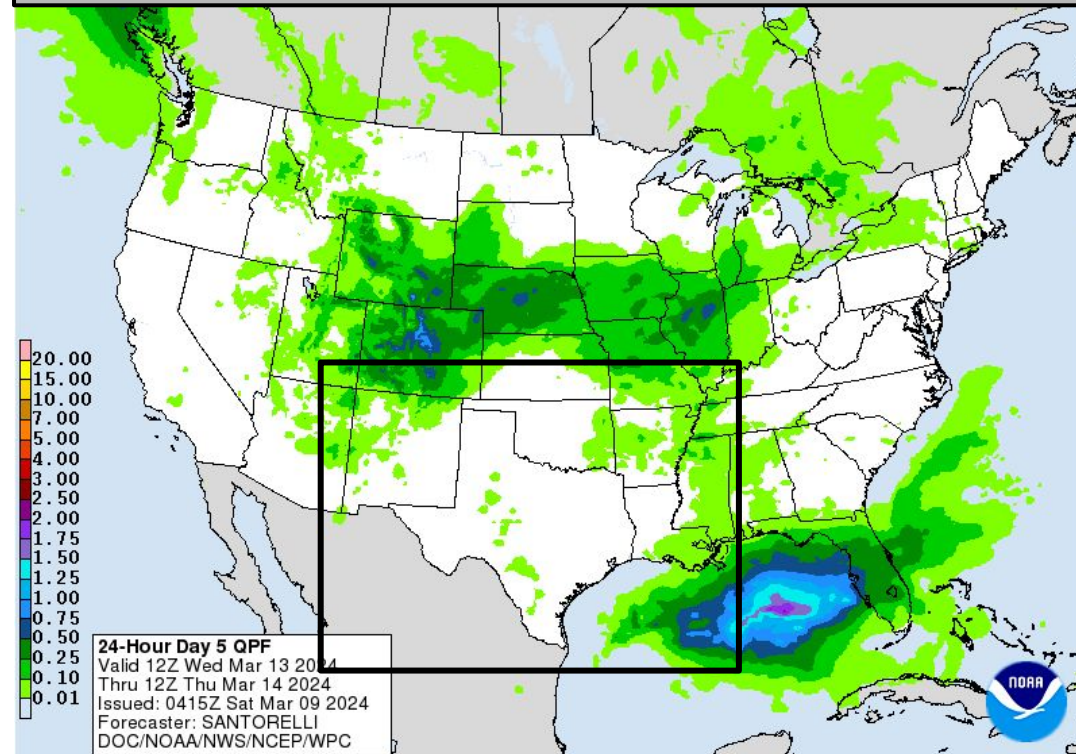 20.00
15.00
10.00
7.00
5.00
4.00
3.00
2.50
2.00
1.75
1.50
1.25
1.00
0.75
0.50
0.25
0.10
0.01
24-Hour Day 5 QPF
Valid 12Z Wed Mar 13 2024
Thru 12Z Thu Mar 14 2024
Issued: 0415Z Sat Mar 09 2024
Forecaster: SANTORELLI
DOC/NOAA/NWS/NCEP/WPC
NOAA